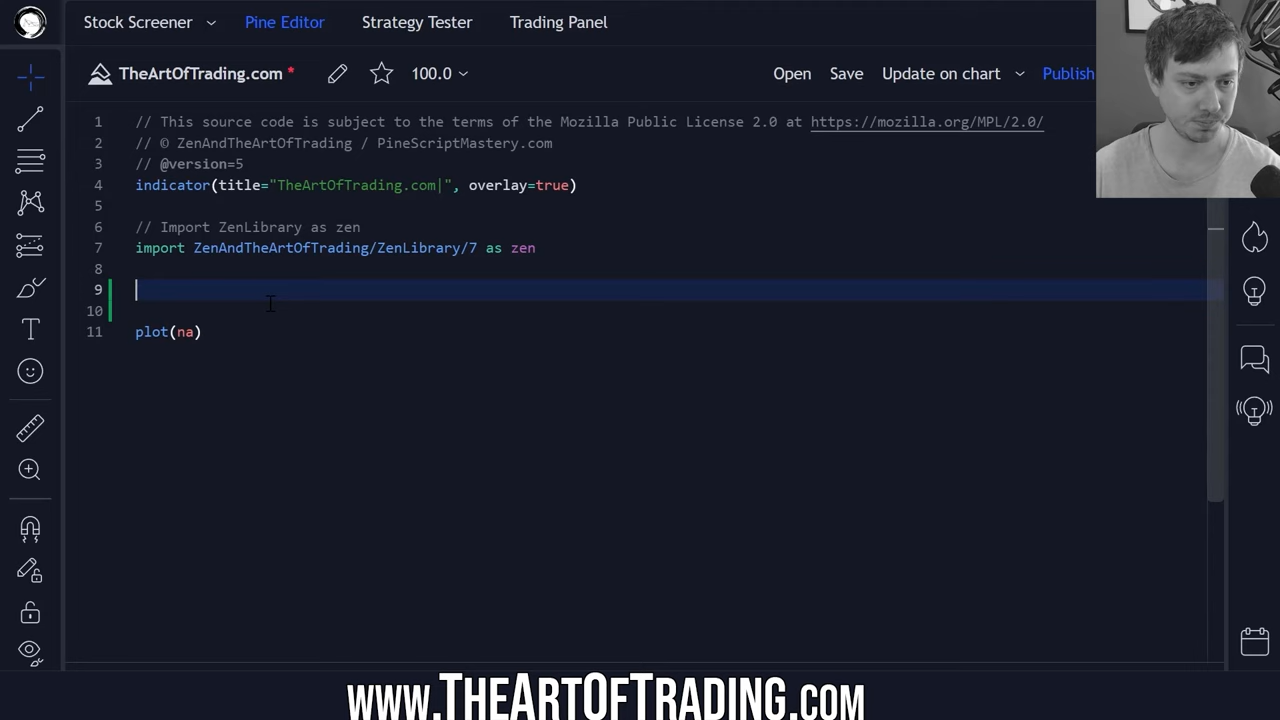 Stock Screener Pine Editor Strategy Tester Trading Panel
TheArtOfTrading.com * 100.0 Open Save Update on chart Publish
1 // This source code is subject to the terms of the Mozilla Public License 2.0 at https://mozilla.org/MPL/2.0/
2 // © ZenAndTheArtOfTrading / PineScriptMastery.com
3 // @version=5
4 indicator(title="TheArtOfTrading.com|", overlay=true)
5
6 // Import ZenLibrary as zen
7 import ZenAndTheArtOfTrading/ZenLibrary/7 as zen
8
9
10
11 plot(na)
www.TheArtOfTrading.com